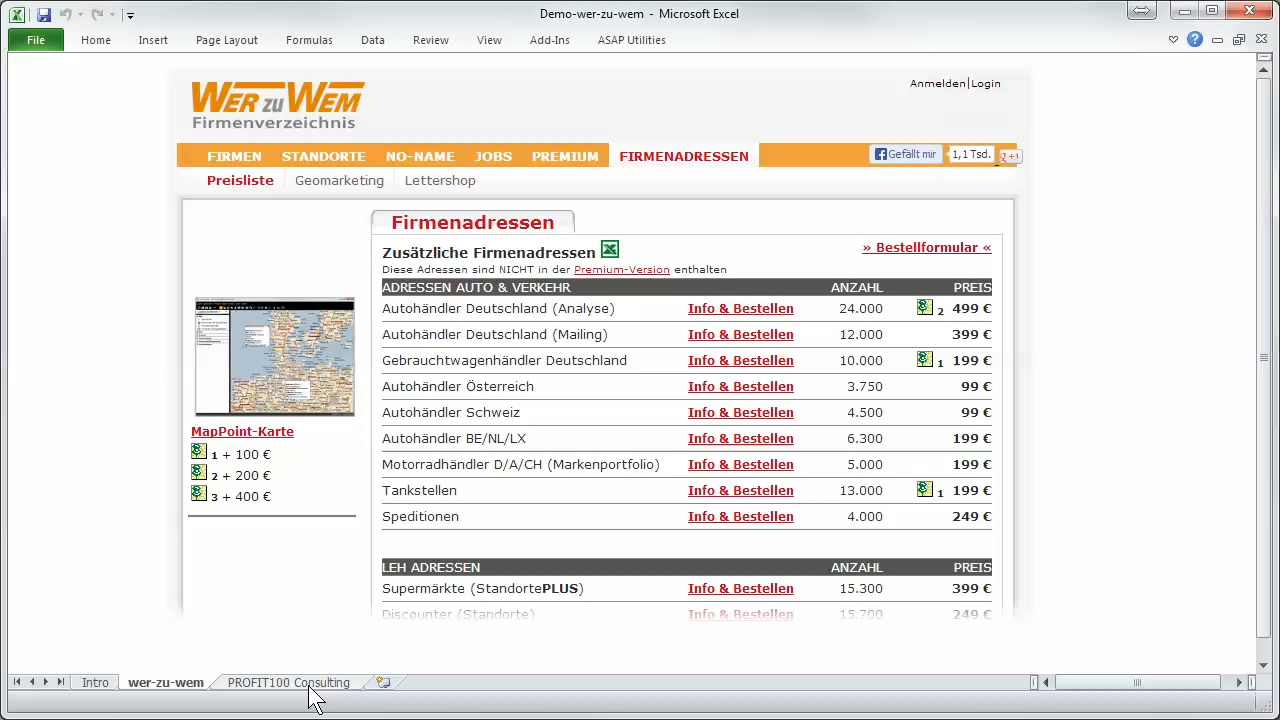 Demo-wer-zu-wem - Microsoft Excel
File Home Insert Page Layout Formulas Data Review View Add-Ins ASAP Utilities
WER ZU WEM
Firmenverzeichnis
Anmelden|Login
FIRMEN STANDORTE NO-NAME JOBS PREMIUM FIRMENADRESSEN
Gefällt mir 1,1 Tsd. +1
Preisliste Geomarketing Lettershop
Firmenadressen
Zusätzliche Firmenadressen
» Bestellformular «
Diese Adressen sind NICHT in der Premium-Version enthalten
ADRESSEN AUTO & VERKEHR ANZAHL PREIS
Autohändler Deutschland (Analyse) Info & Bestellen 24.000 2 499 €
Autohändler Deutschland (Mailing) Info & Bestellen 12.000 399 €
Gebrauchtwagenhändler Deutschland Info & Bestellen 10.000 1 199 €
Autohändler Österreich Info & Bestellen 3.750 99 €
Autohändler Schweiz Info & Bestellen 4.500 99 €
Autohändler BE/NL/LX Info & Bestellen 6.300 199 €
Motorradhändler D/A/CH (Markenportfolio) Info & Bestellen 5.000 199 €
Tankstellen Info & Bestellen 13.000 1 199 €
Speditionen Info & Bestellen 4.000 249 €
LEH ADRESSEN ANZAHL PREIS
Supermärkte (StandortePLUS) Info & Bestellen 15.300 399 €
Discounter (Standorte) Info & Bestellen 15.700 249 €
MapPoint-Karte
1 + 100 €
2 + 200 €
3 + 400 €
Intro wer-zu-wem PROFIT100 Consulting